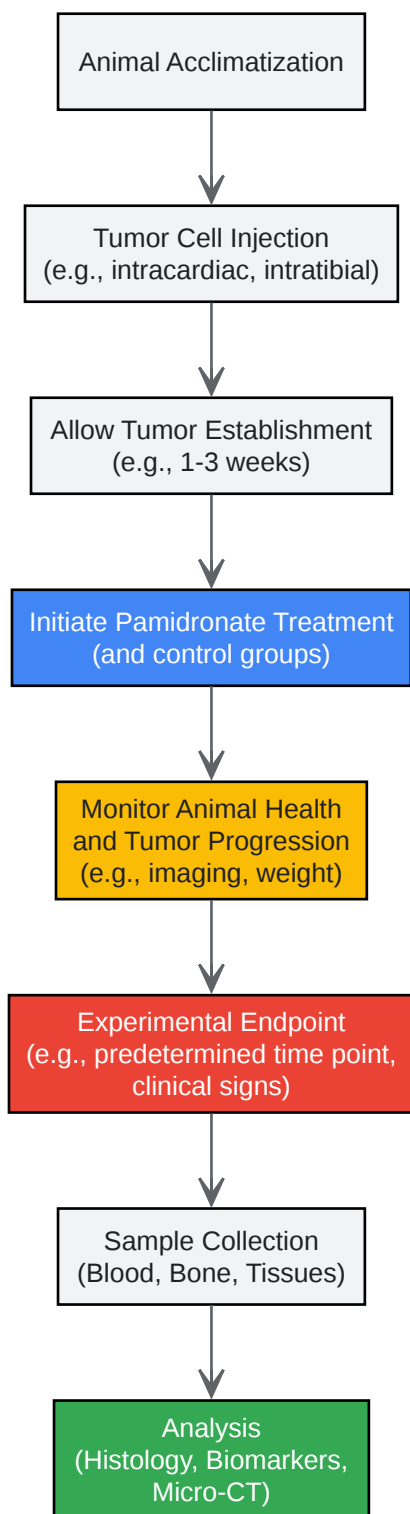 Animal Acclimatization
Tumor Cell Injection
(e.g., intracardiac, intratibial)
Allow Tumor Establishment
(e.g., 1-3 weeks)
Initiate Pamidronate Treatment
(and control groups)
Monitor Animal Health
and Tumor Progression
(e.g., imaging, weight)
Experimental Endpoint
(e.g., predetermined time point,
clinical signs)
Sample Collection
(Blood, Bone, Tissues)
Analysis
(Histology, Biomarkers,
Micro-CT)